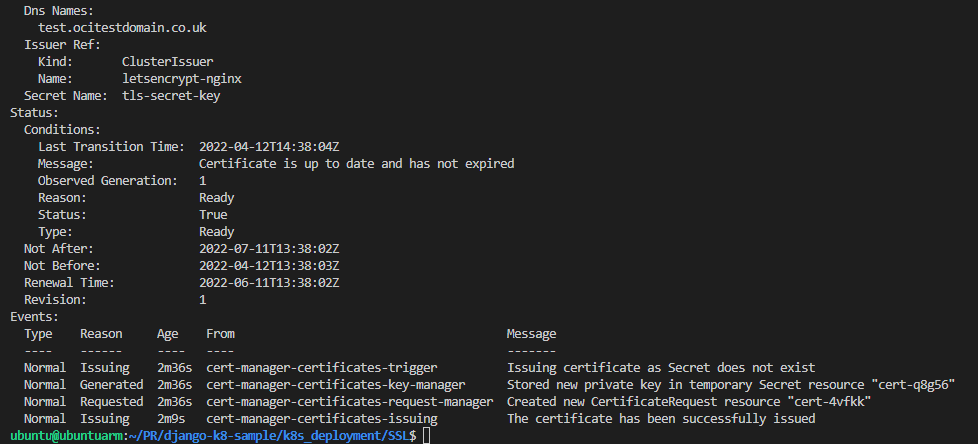 Dns Names:
test.ocitestdomain.co.uk
Issuer Ref:
Kind: ClusterIssuer
Name: letsencrypt-nginx
Secret Name: tls-secret-key
Status:
Conditions:
Last Transition Time: 2022-04-12T14:38:04Z
Message: Certificate is up to date and has not expired
Observed Generation: 1
Reason: Ready
Status: True
Type: Ready
Not After: 2022-07-11T13:38:02Z
Not Before: 2022-04-12T13:38:03Z
Renewal Time: 2022-06-11T13:38:02Z
Revision: 1
Events:
Type Reason Age From Message
---- ------ ---- ---- -------
Normal Issuing 2m36s cert-manager-certificates-trigger Issuing certificate as Secret does not exist
Normal Generated 2m36s cert-manager-certificates-key-manager Stored new private key in temporary Secret resource "cert-q8g56"
Normal Requested 2m36s cert-manager-certificates-request-manager Created new CertificateRequest resource "cert-4vfkk"
Normal Issuing 2m9s cert-manager-certificates-issuing The certificate has been successfully issued
ubuntu@ubuntuarm:~/PR/django-k8-sample/k8s_deployment/SSL$